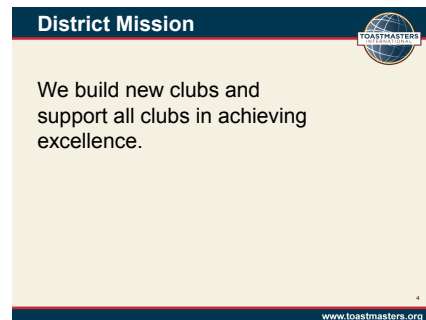 District Mission
TOASTMASTERS
INTERNATIONAL
We build new clubs and
support all clubs in achieving
excellence.
4
www.toastmasters.org